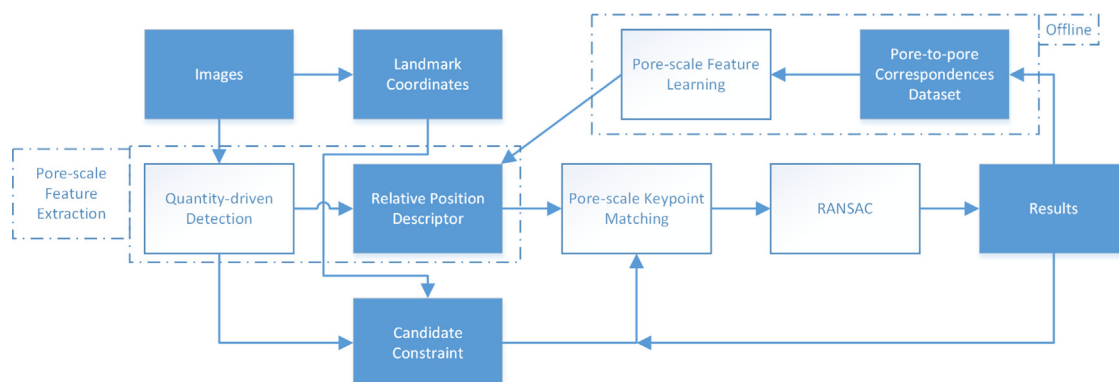 Offline
Images
Landmark
Coordinates
Pore-scale Feature
Learning
Pore-to-pore
Correspondences
Dataset
Pore-scale
Feature
Extraction
Quantity-driven
Detection
Relative Position
Descriptor
Pore-scale Keypoint
Matching
RANSAC
Results
Candidate
Constraint